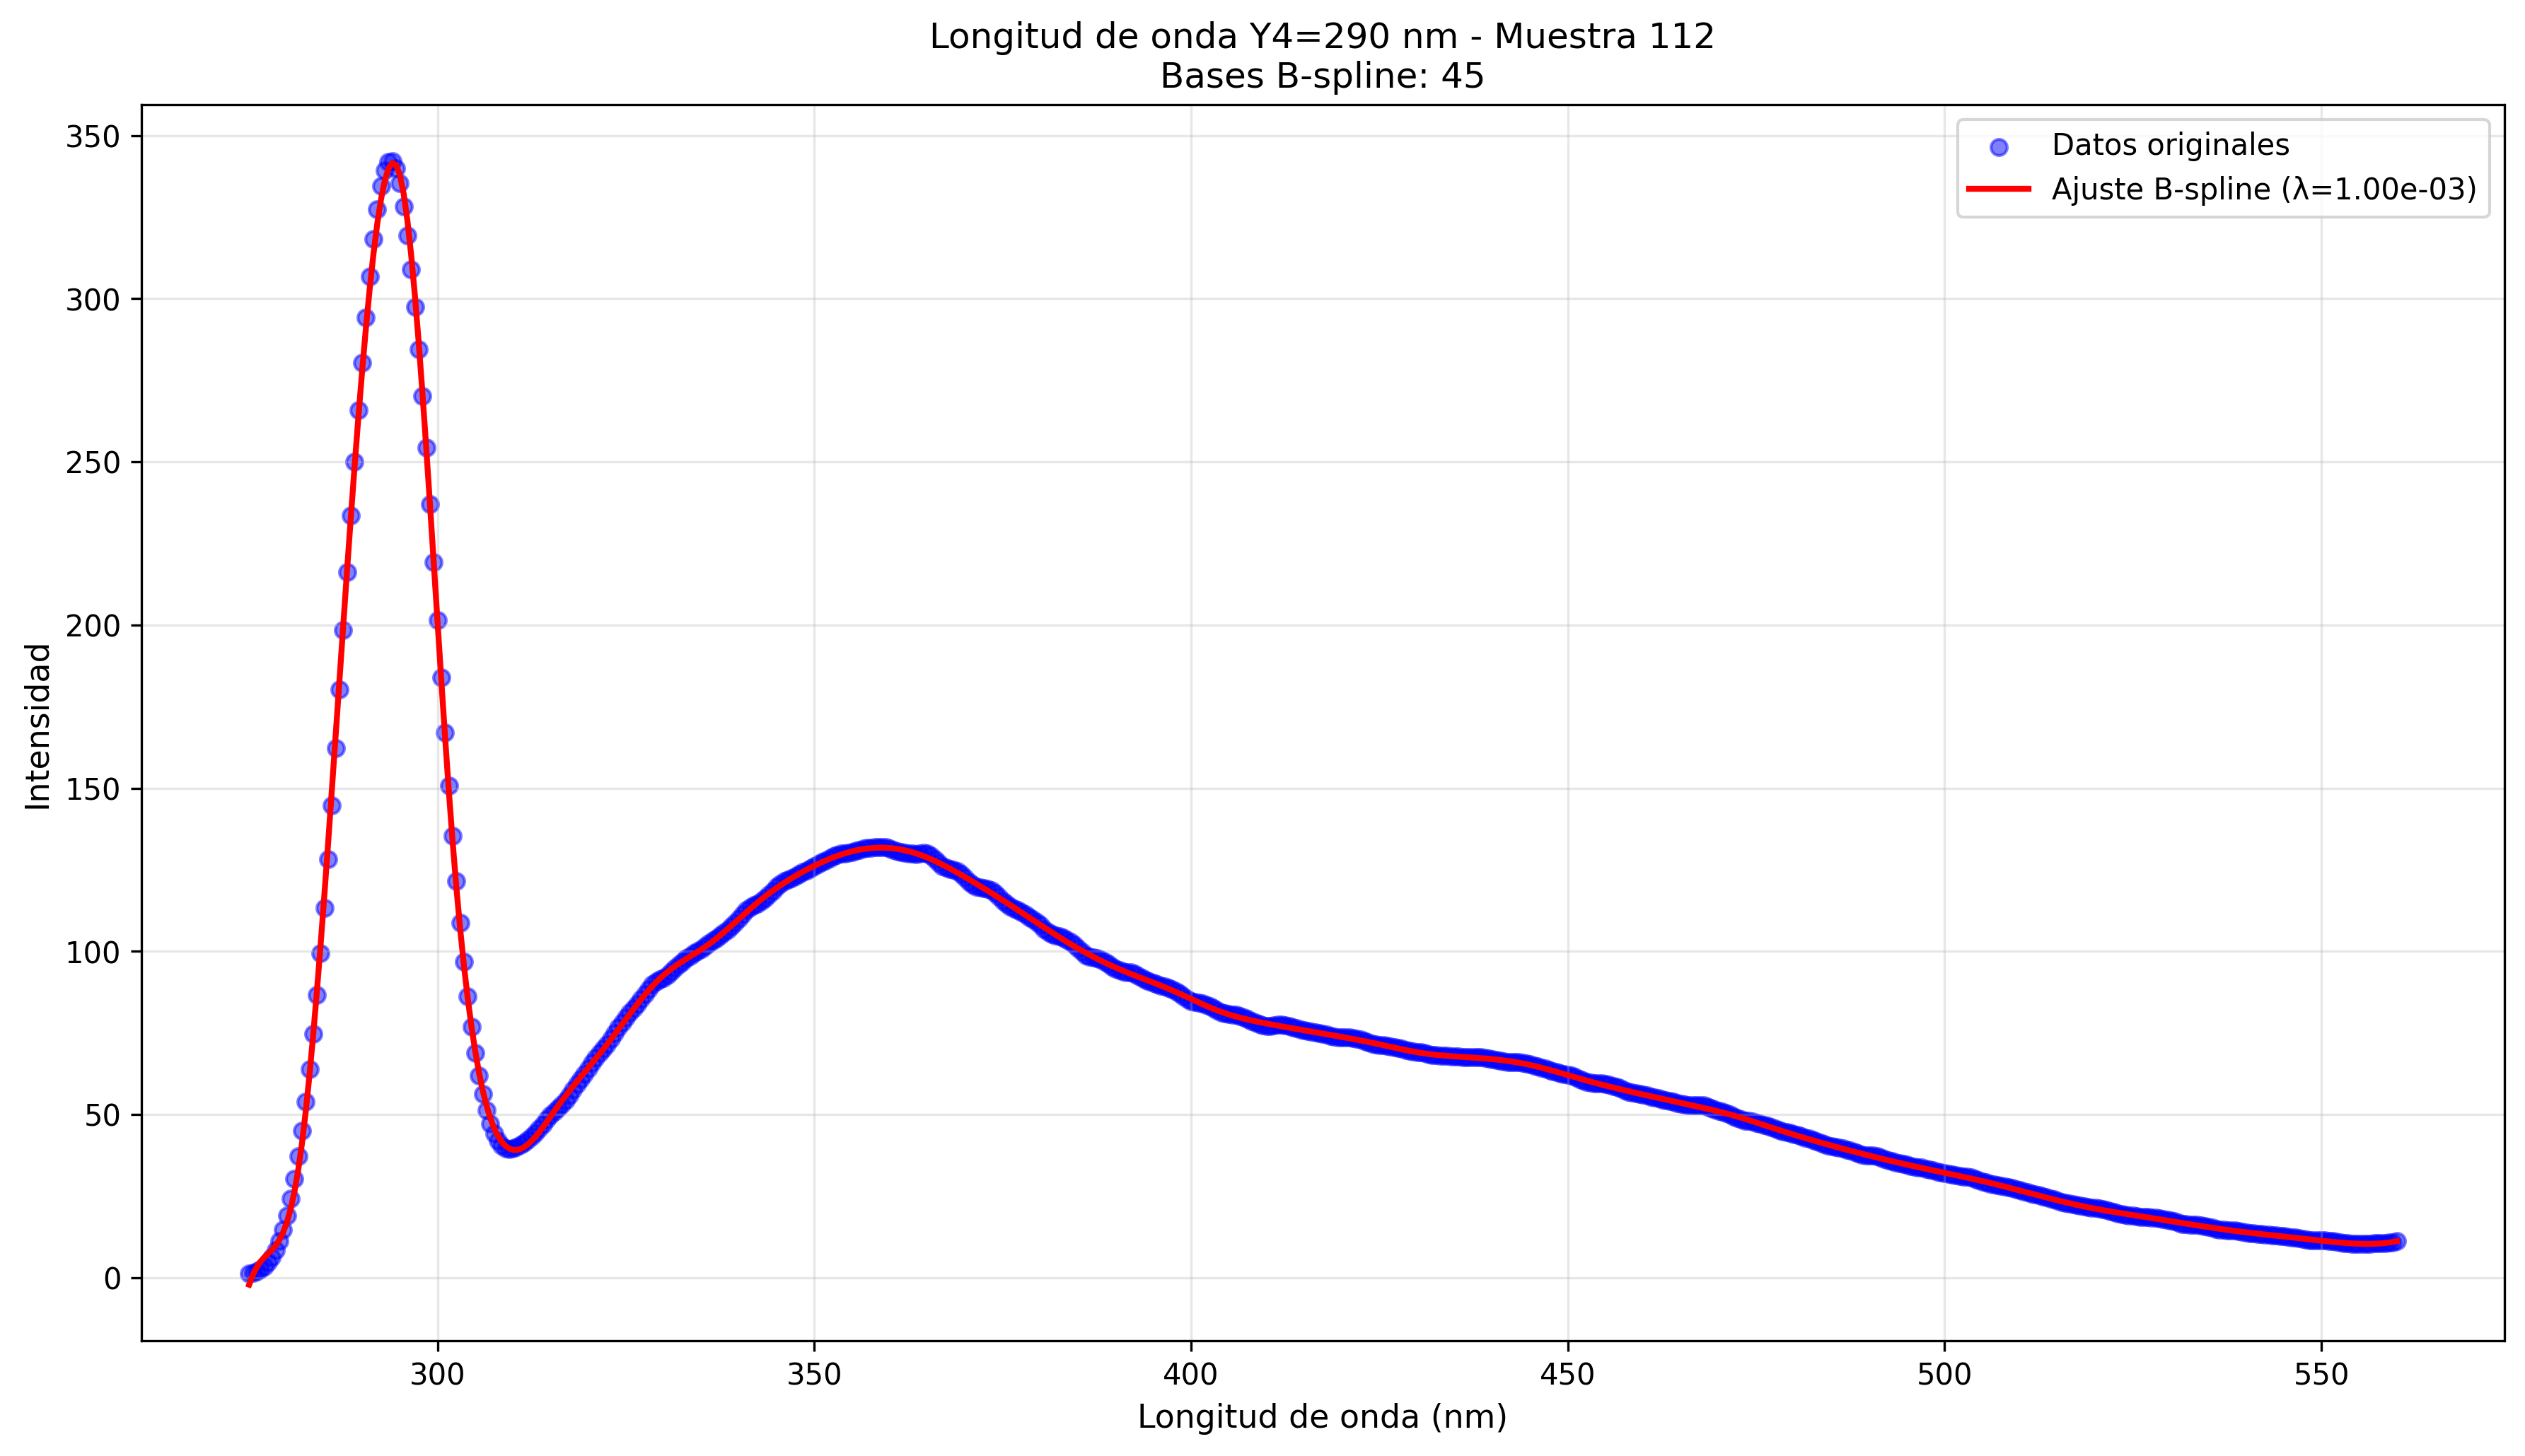 Longitud de onda Y4=290 nm - Muestra 112
Bases B-spline: 45
Datos originales
Ajuste B-spline (λ=1.00e-03)
Intensidad
350
300
250
200
150
100
50
0
300 350 400 450 500 550
Longitud de onda (nm)